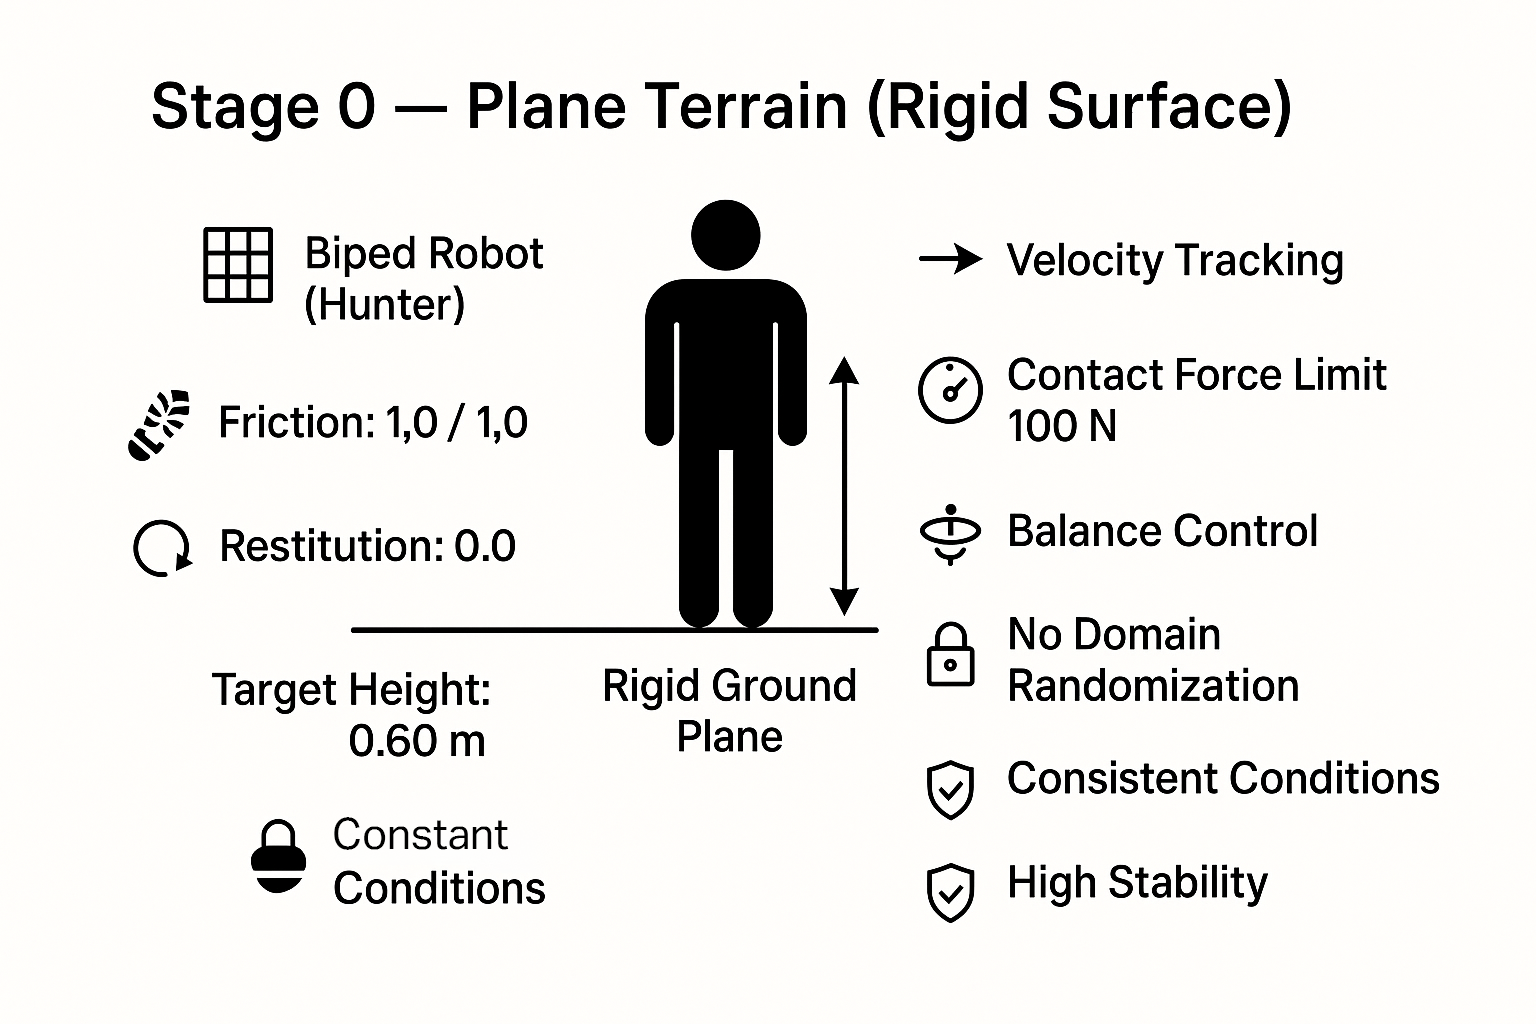 Stage 0 — Plane Terrain (Rigid Surface)
Biped Robot
(Hunter)
Friction: 1,0 / 1,0
Restitution: 0.0
Target Height:
0.60 m
Constant
Conditions
Rigid Ground
Plane
Velocity Tracking
Contact Force Limit
100 N
Balance Control
No Domain
Randomization
Consistent Conditions
High Stability